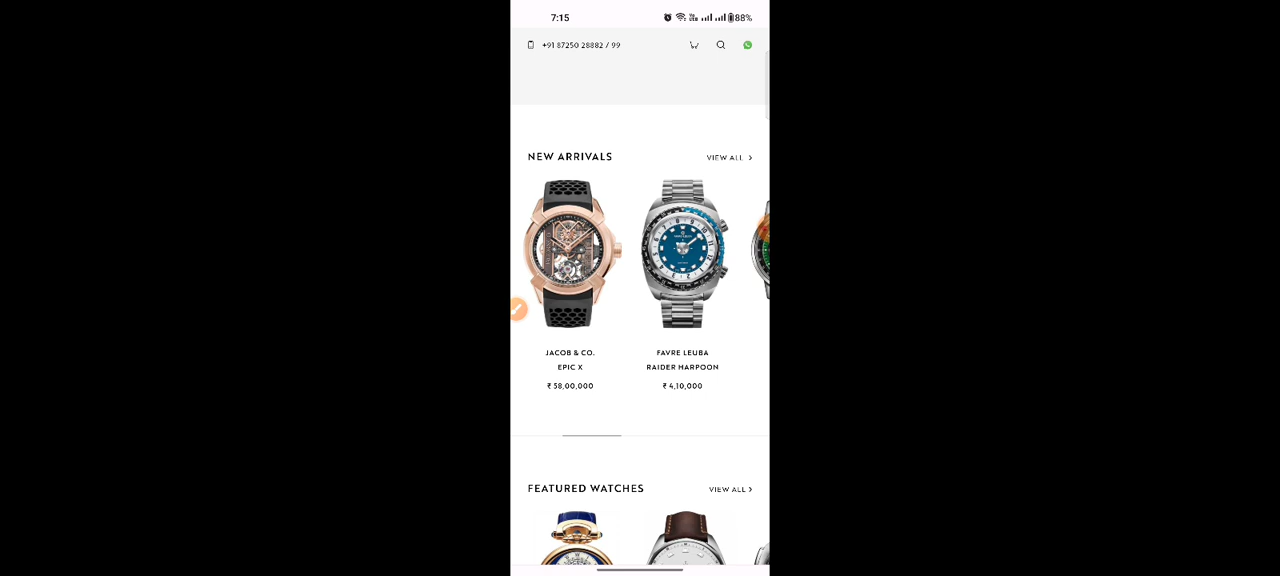 7:15 88%
+91 87250 28882 / 99
NEW ARRIVALS VIEW ALL >
JACOB & CO. FAVRE LEUBA
EPIC X RAIDER HARPOON
₹ 58,00,000 ₹ 4,10,000
FEATURED WATCHES VIEW ALL >